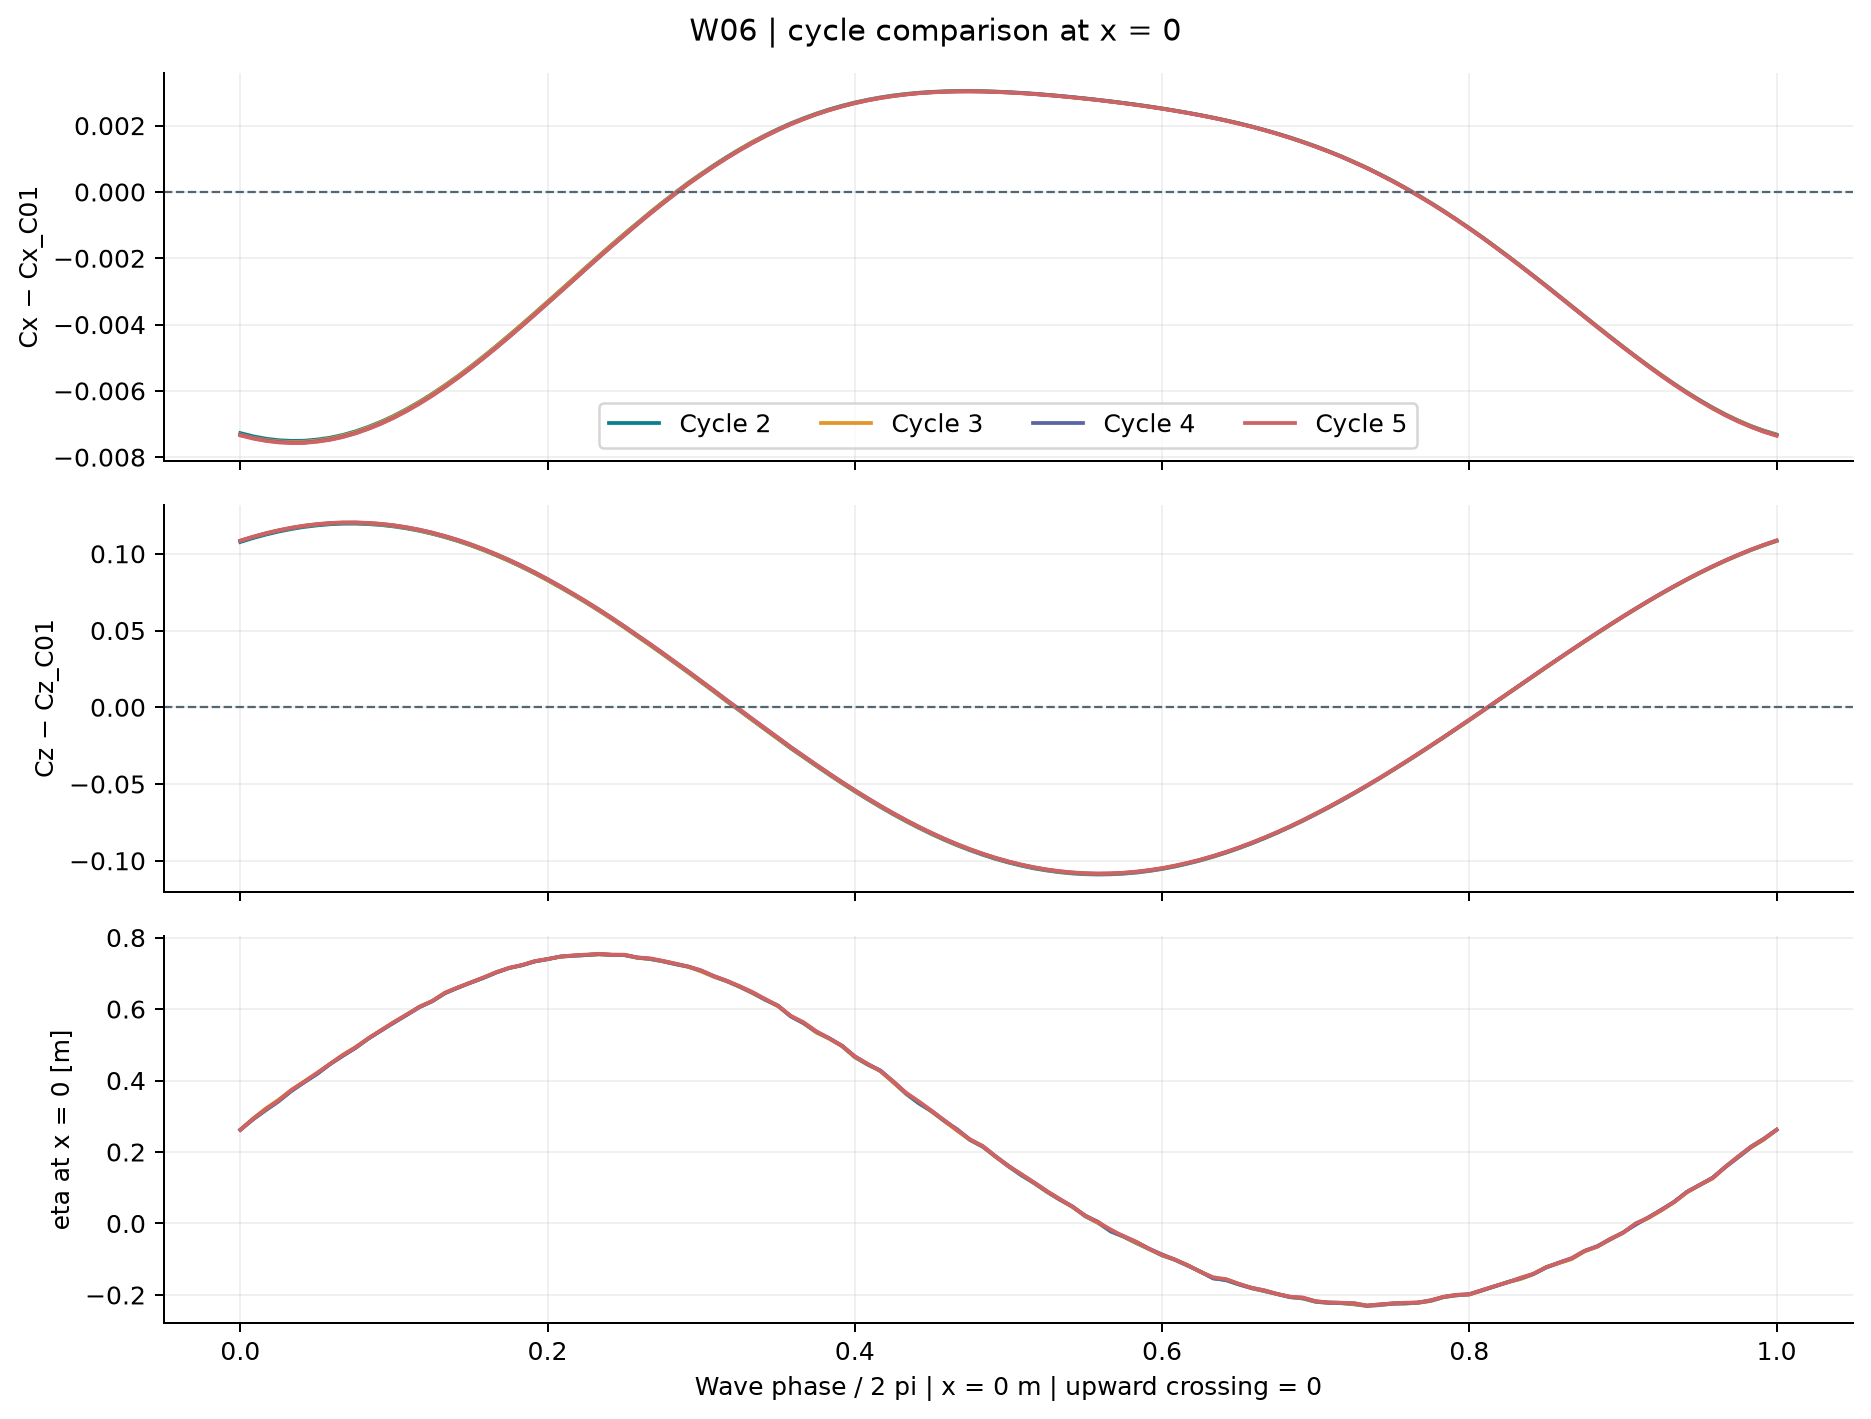 W06 | cycle comparison at x = 0
Cx − Cx_C01
0.002
0.000
−0.002
−0.004
−0.006
−0.008
Cycle 2 Cycle 3 Cycle 4 Cycle 5
Cz − Cz_C01
0.10
0.05
0.00
−0.05
−0.10
eta at x = 0 [m]
0.8
0.6
0.4
0.2
0.0
−0.2
0.0 0.2 0.4 0.6 0.8 1.0
Wave phase / 2 pi | x = 0 m | upward crossing = 0